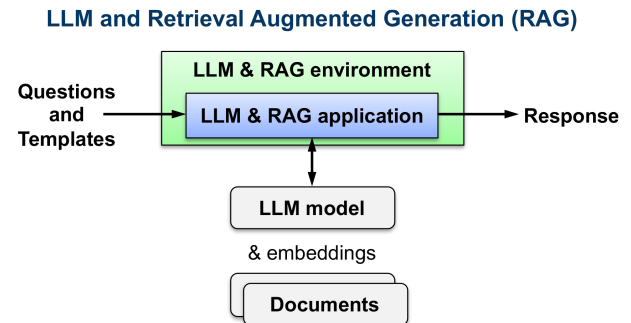 LLM and Retrieval Augmented Generation (RAG)
LLM & RAG environment
Questions
and
Templates
LLM & RAG application
Response
LLM model
& embeddings
Documents